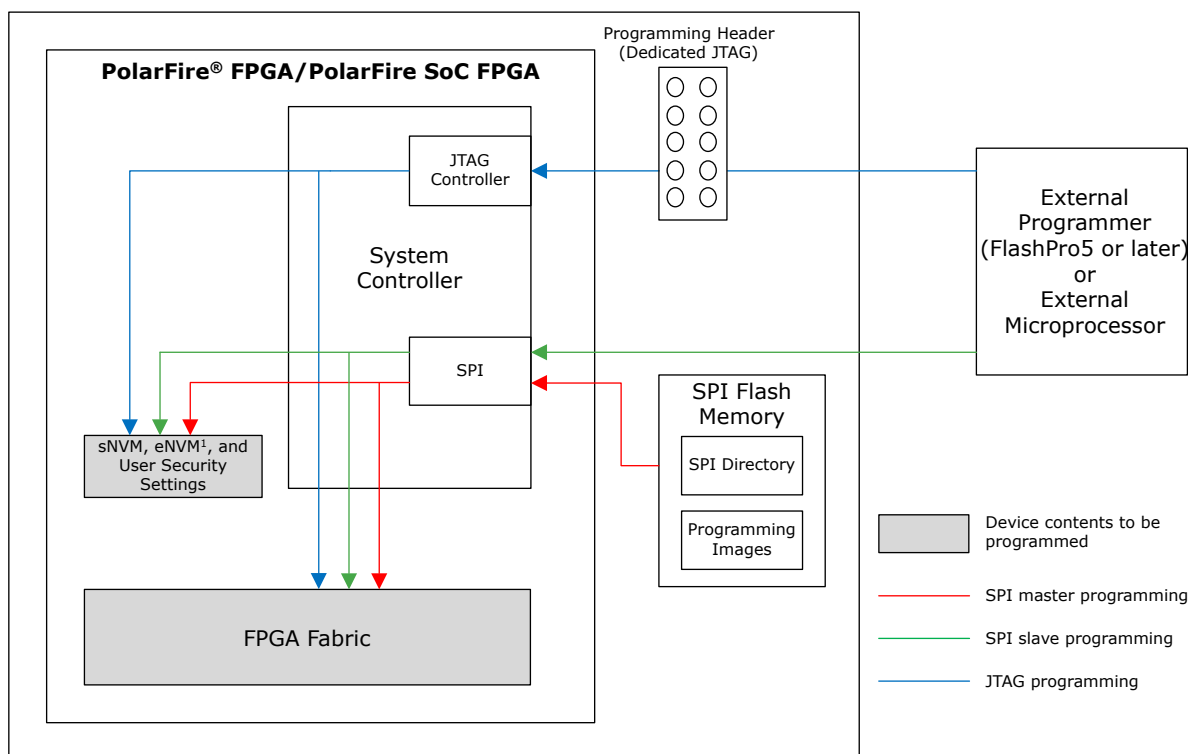 Programming Header
(Dedicated JTAG)
PolarFire® FPGA/PolarFire SoC FPGA
JTAG
Controller
System
Controller
SPI
External
Programmer
(FlashPro5 or later)
or
External
Microprocessor
SPI Flash
Memory
SPI Directory
Programming
Images
sNVM, eNVM¹, and
User Security
Settings
FPGA Fabric
Device contents to be
programmed
SPI master programming
SPI slave programming
JTAG programming